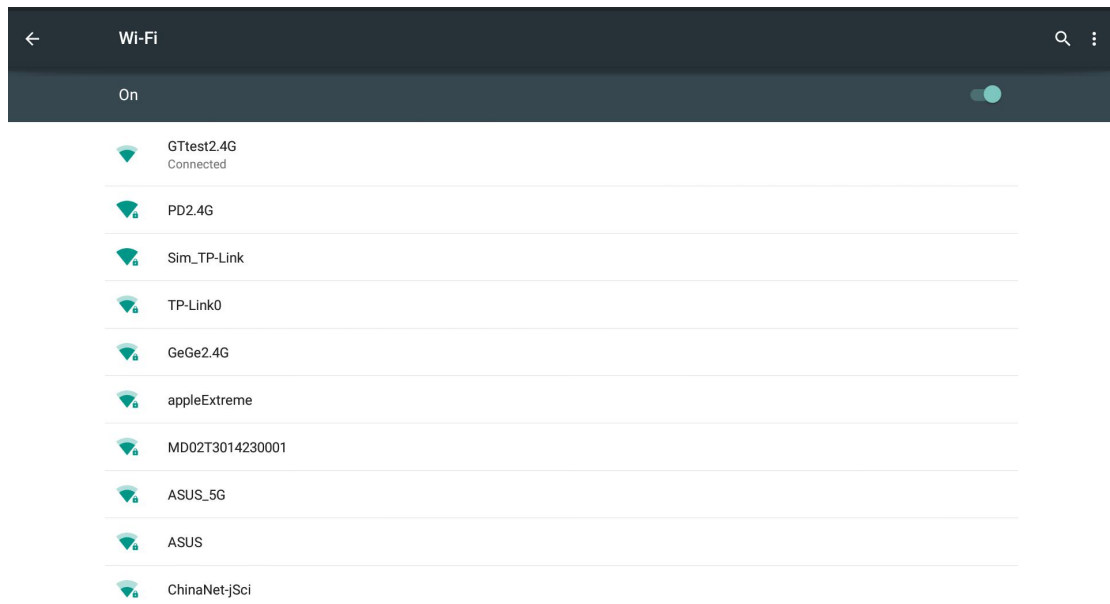 Wi-Fi
On
GTtest2.4G
Connected
PD2.4G
Sim_TP-Link
TP-Link0
GeGe2.4G
appleExtreme
MD02T3014230001
ASUS_5G
ASUS
ChinaNet-jSci